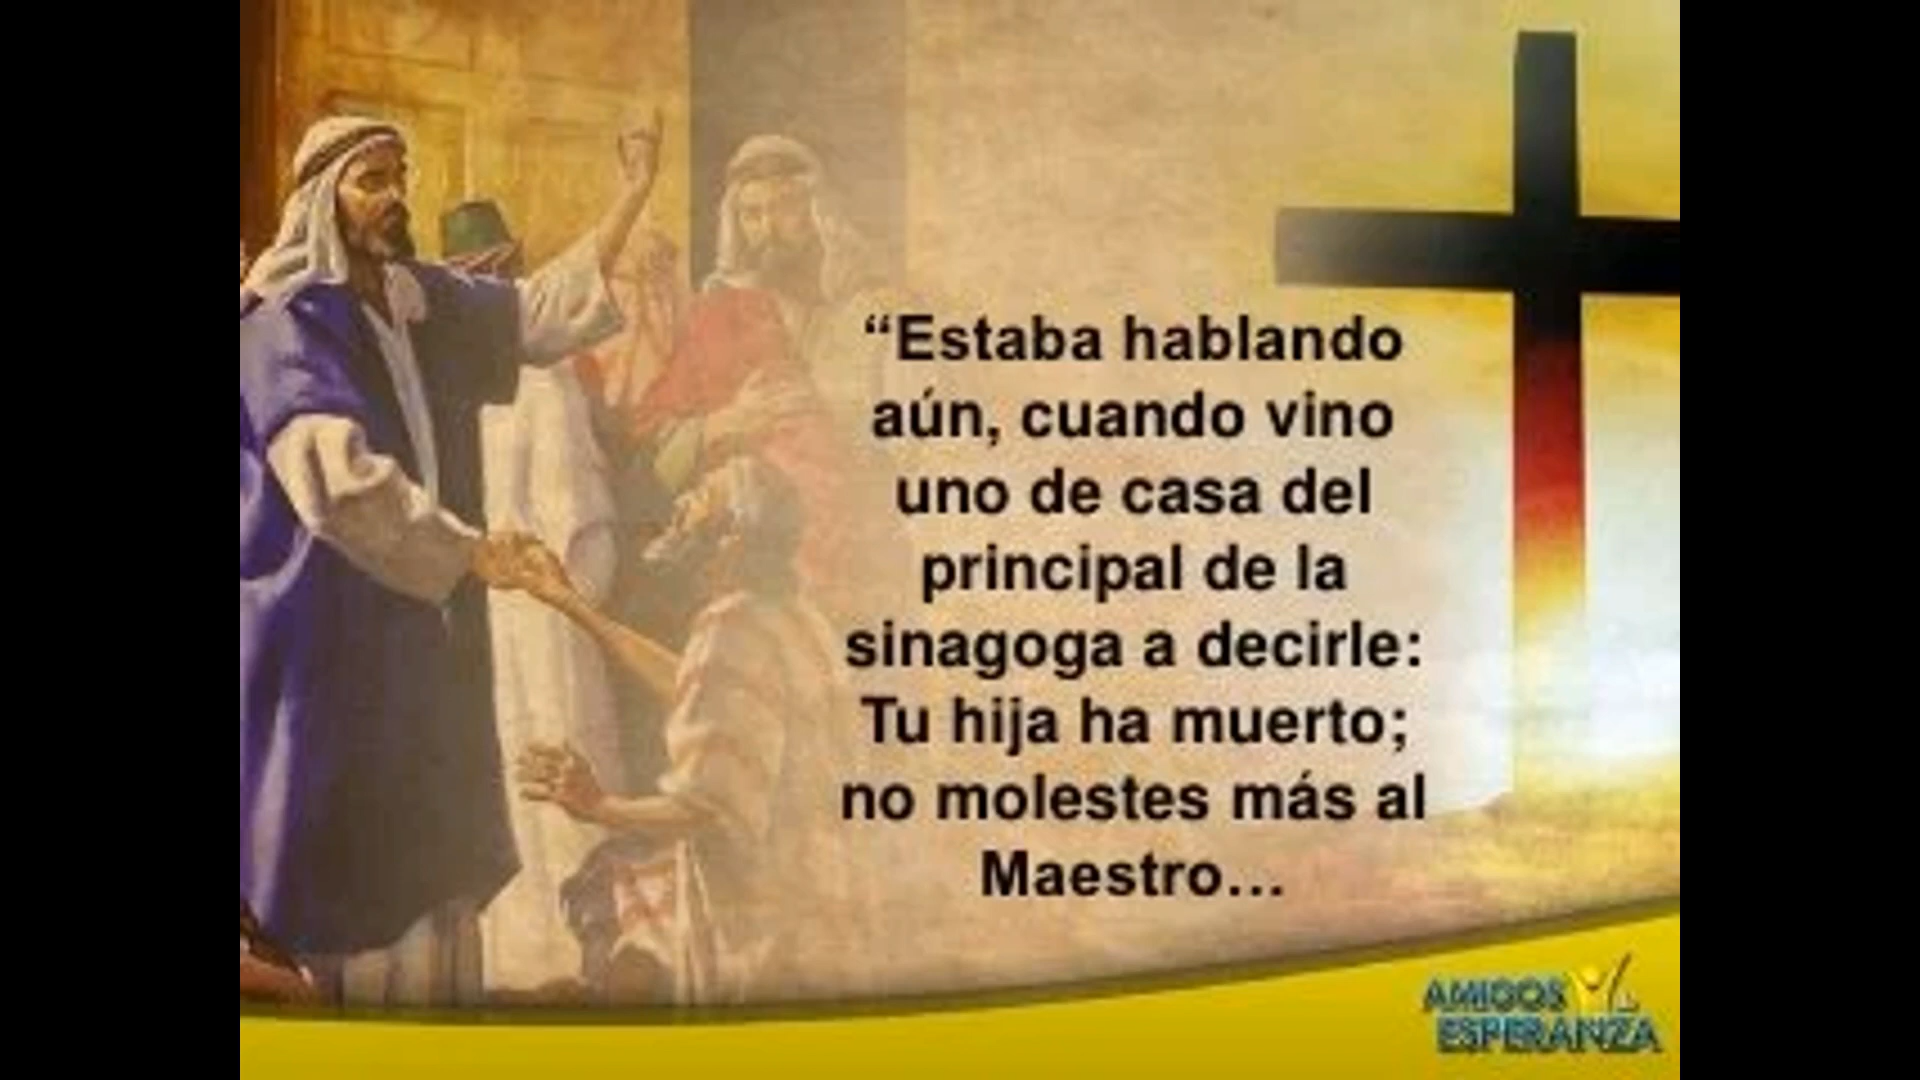 “Estaba hablando
aún, cuando vino
uno de casa del
principal de la
sinagoga a decirle:
Tu hija ha muerto;
no molestes más al
Maestro…
AMIGOS
ESPERANZA